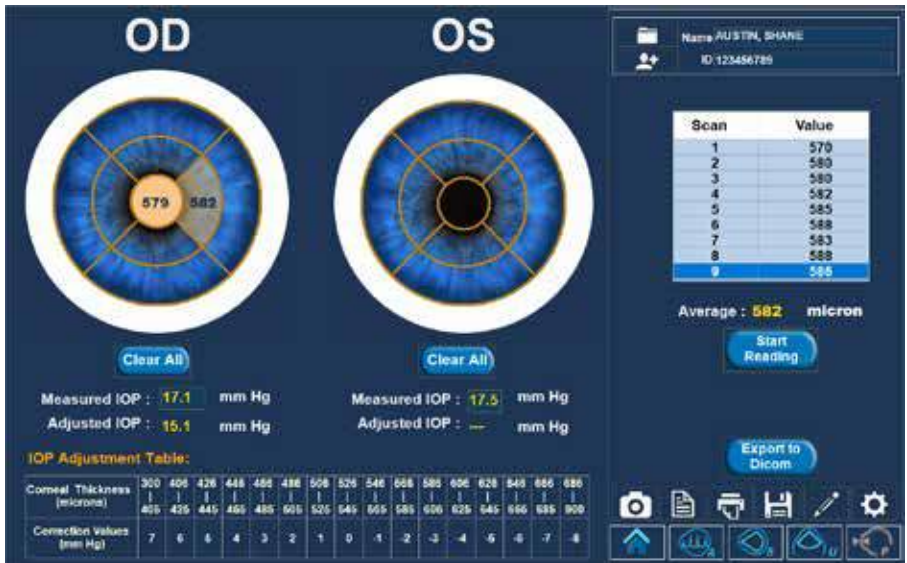 OD
OS
579
582
Clear All
Clear All
Measured IOP : 17.1 mm Hg
Adjusted IOP : 15.1 mm Hg
Measured IOP : 17.5 mm Hg
Adjusted IOP : --- mm Hg
IOP Adjustment Table:
Corneal Thickness
(microns)
Correction Values
(mm Hg)
7 6 5 4 3 2 1 0 -1 -2 -3 -4 -5 -6 -7 -8
Name AUSTIN, SHANE
ID 123456789
Scan Value
1 570
2 580
3 580
4 582
5 585
6 588
7 583
8 588
9
Average : 582 micron
Start
Reading
Export to
Dicom